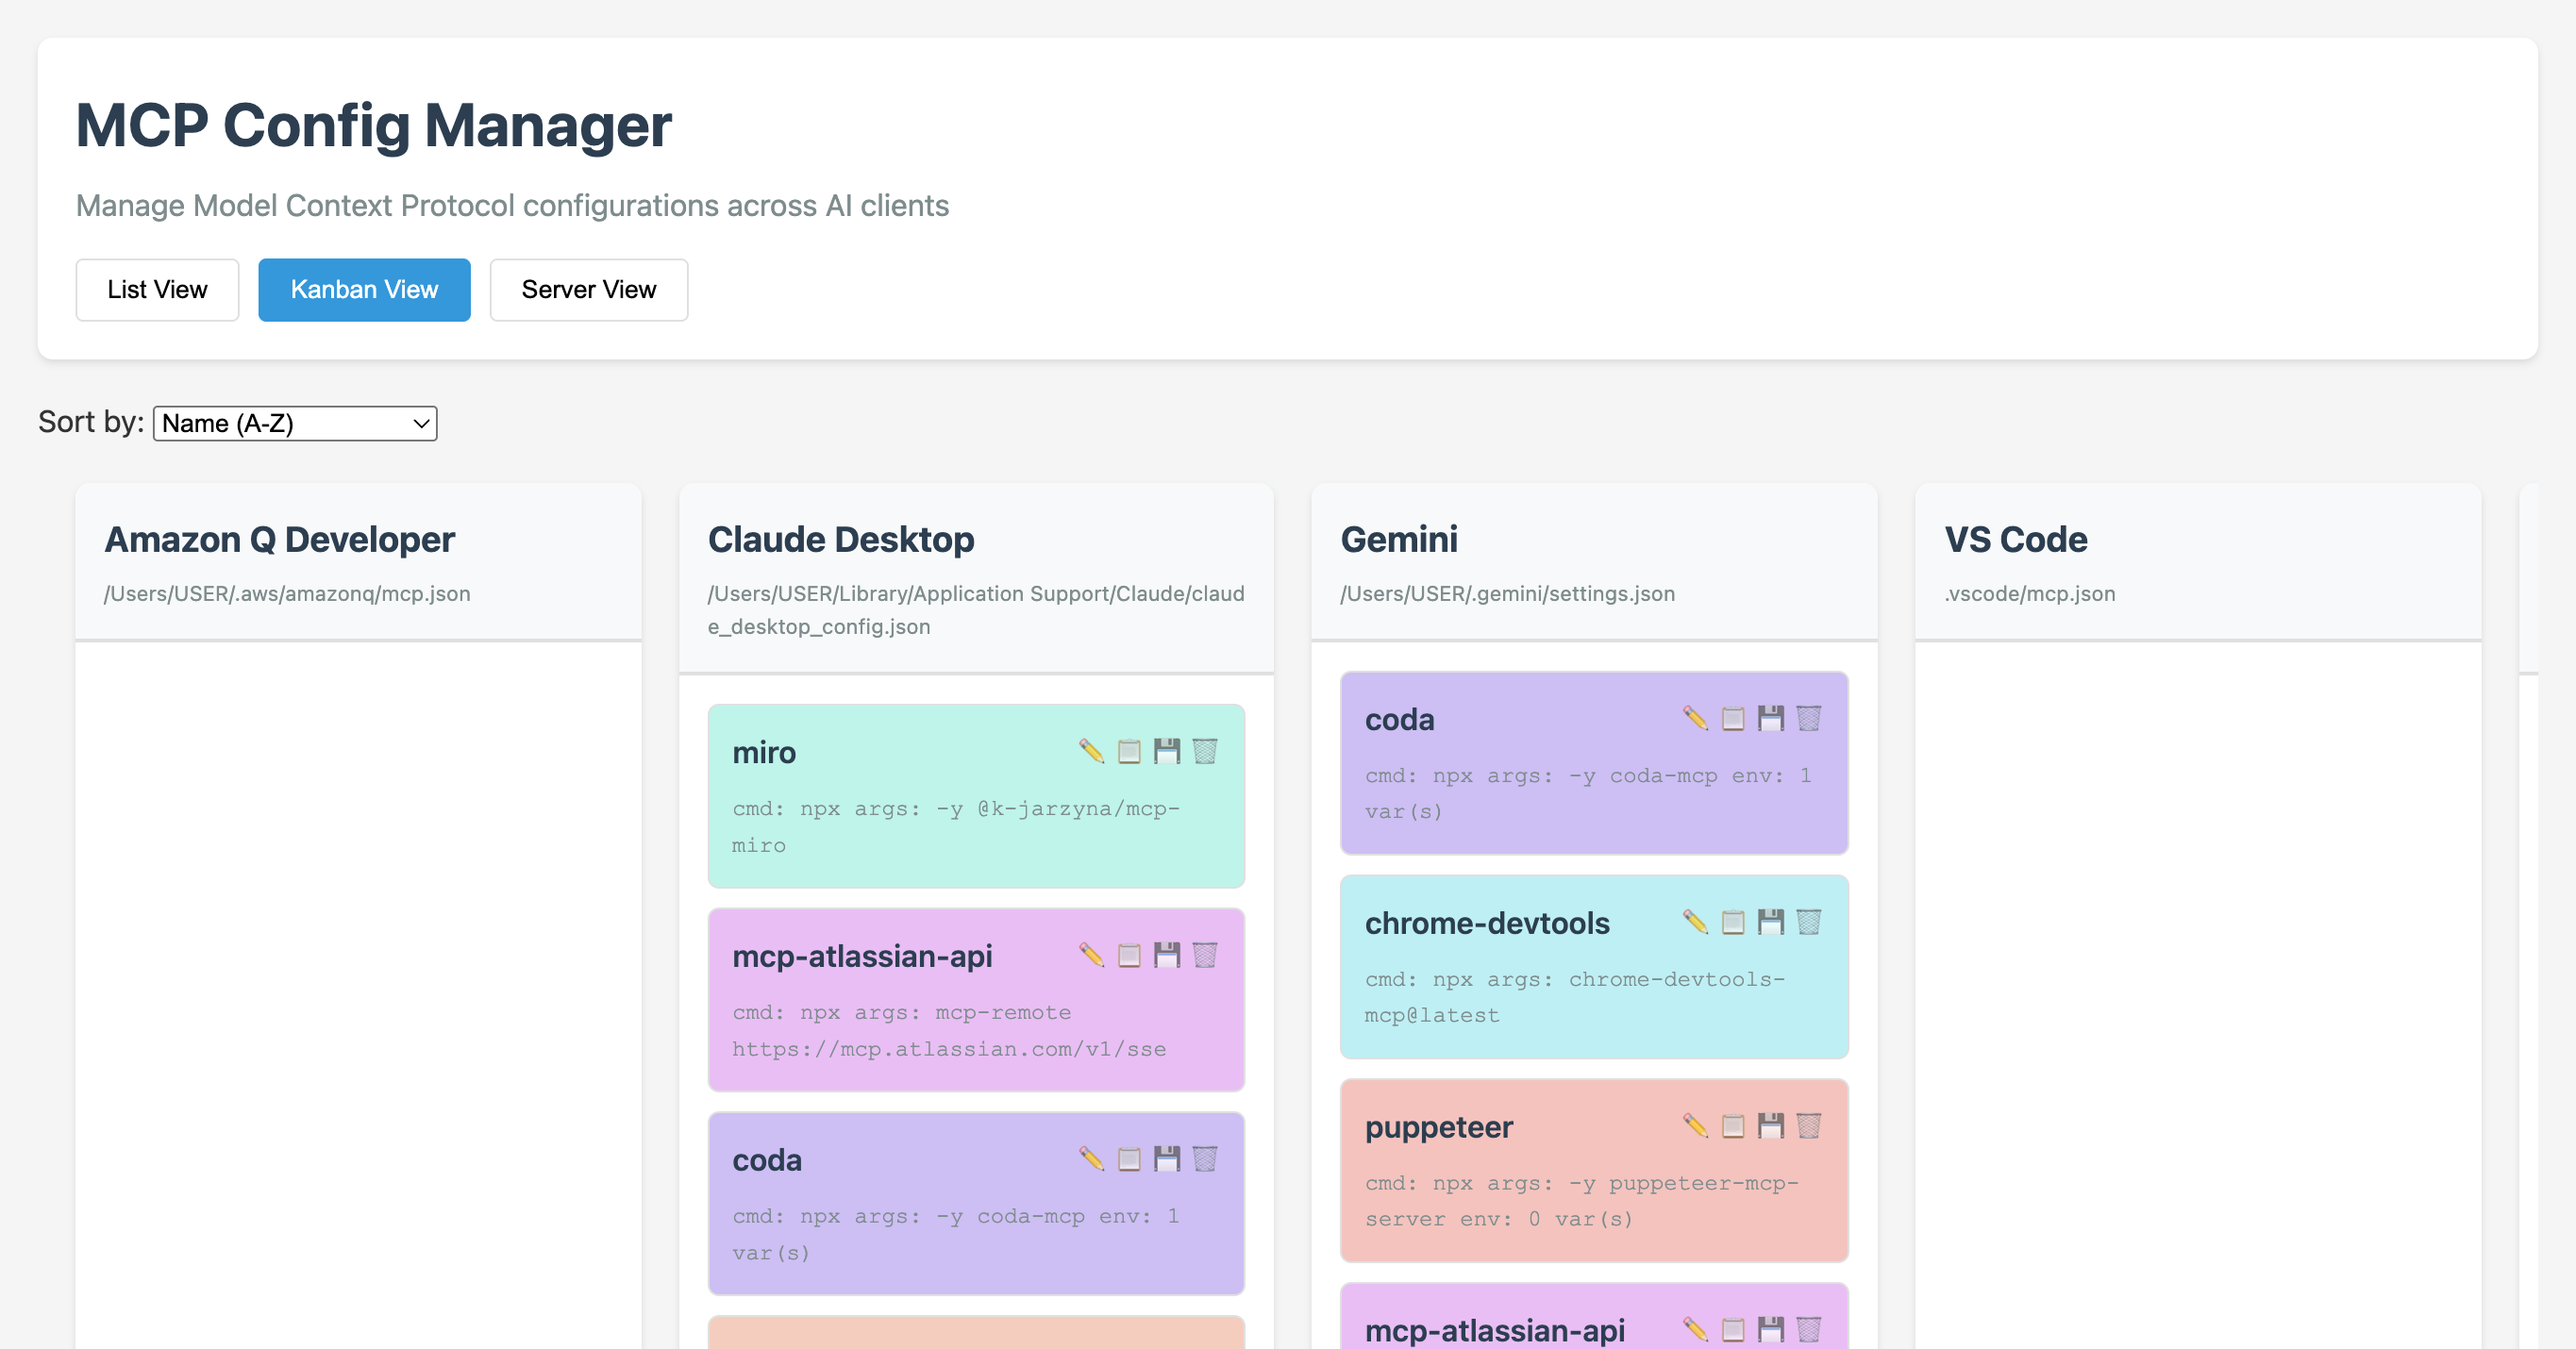 MCP Config Manager
Manage Model Context Protocol configurations across AI clients
List View
Kanban View
Server View
Sort by: Name (A-Z)
Amazon Q Developer
/Users/USER/.aws/amazonq/mcp.json
Claude Desktop
/Users/USER/Library/Application Support/Claude/claud
e_desktop_config.json
miro
cmd: npx args: -y @k-jarzyna/mcp-
miro
mcp-atlassian-api
cmd: npx args: mcp-remote
https://mcp.atlassian.com/v1/sse
coda
cmd: npx args: -y coda-mcp env: 1
var(s)
Gemini
/Users/USER/.gemini/settings.json
coda
cmd: npx args: -y coda-mcp env: 1
var(s)
chrome-devtools
cmd: npx args: chrome-devtools-
mcp@latest
puppeteer
cmd: npx args: -y puppeteer-mcp-
server env: 0 var(s)
mcp-atlassian-api
VS Code
.vscode/mcp.json